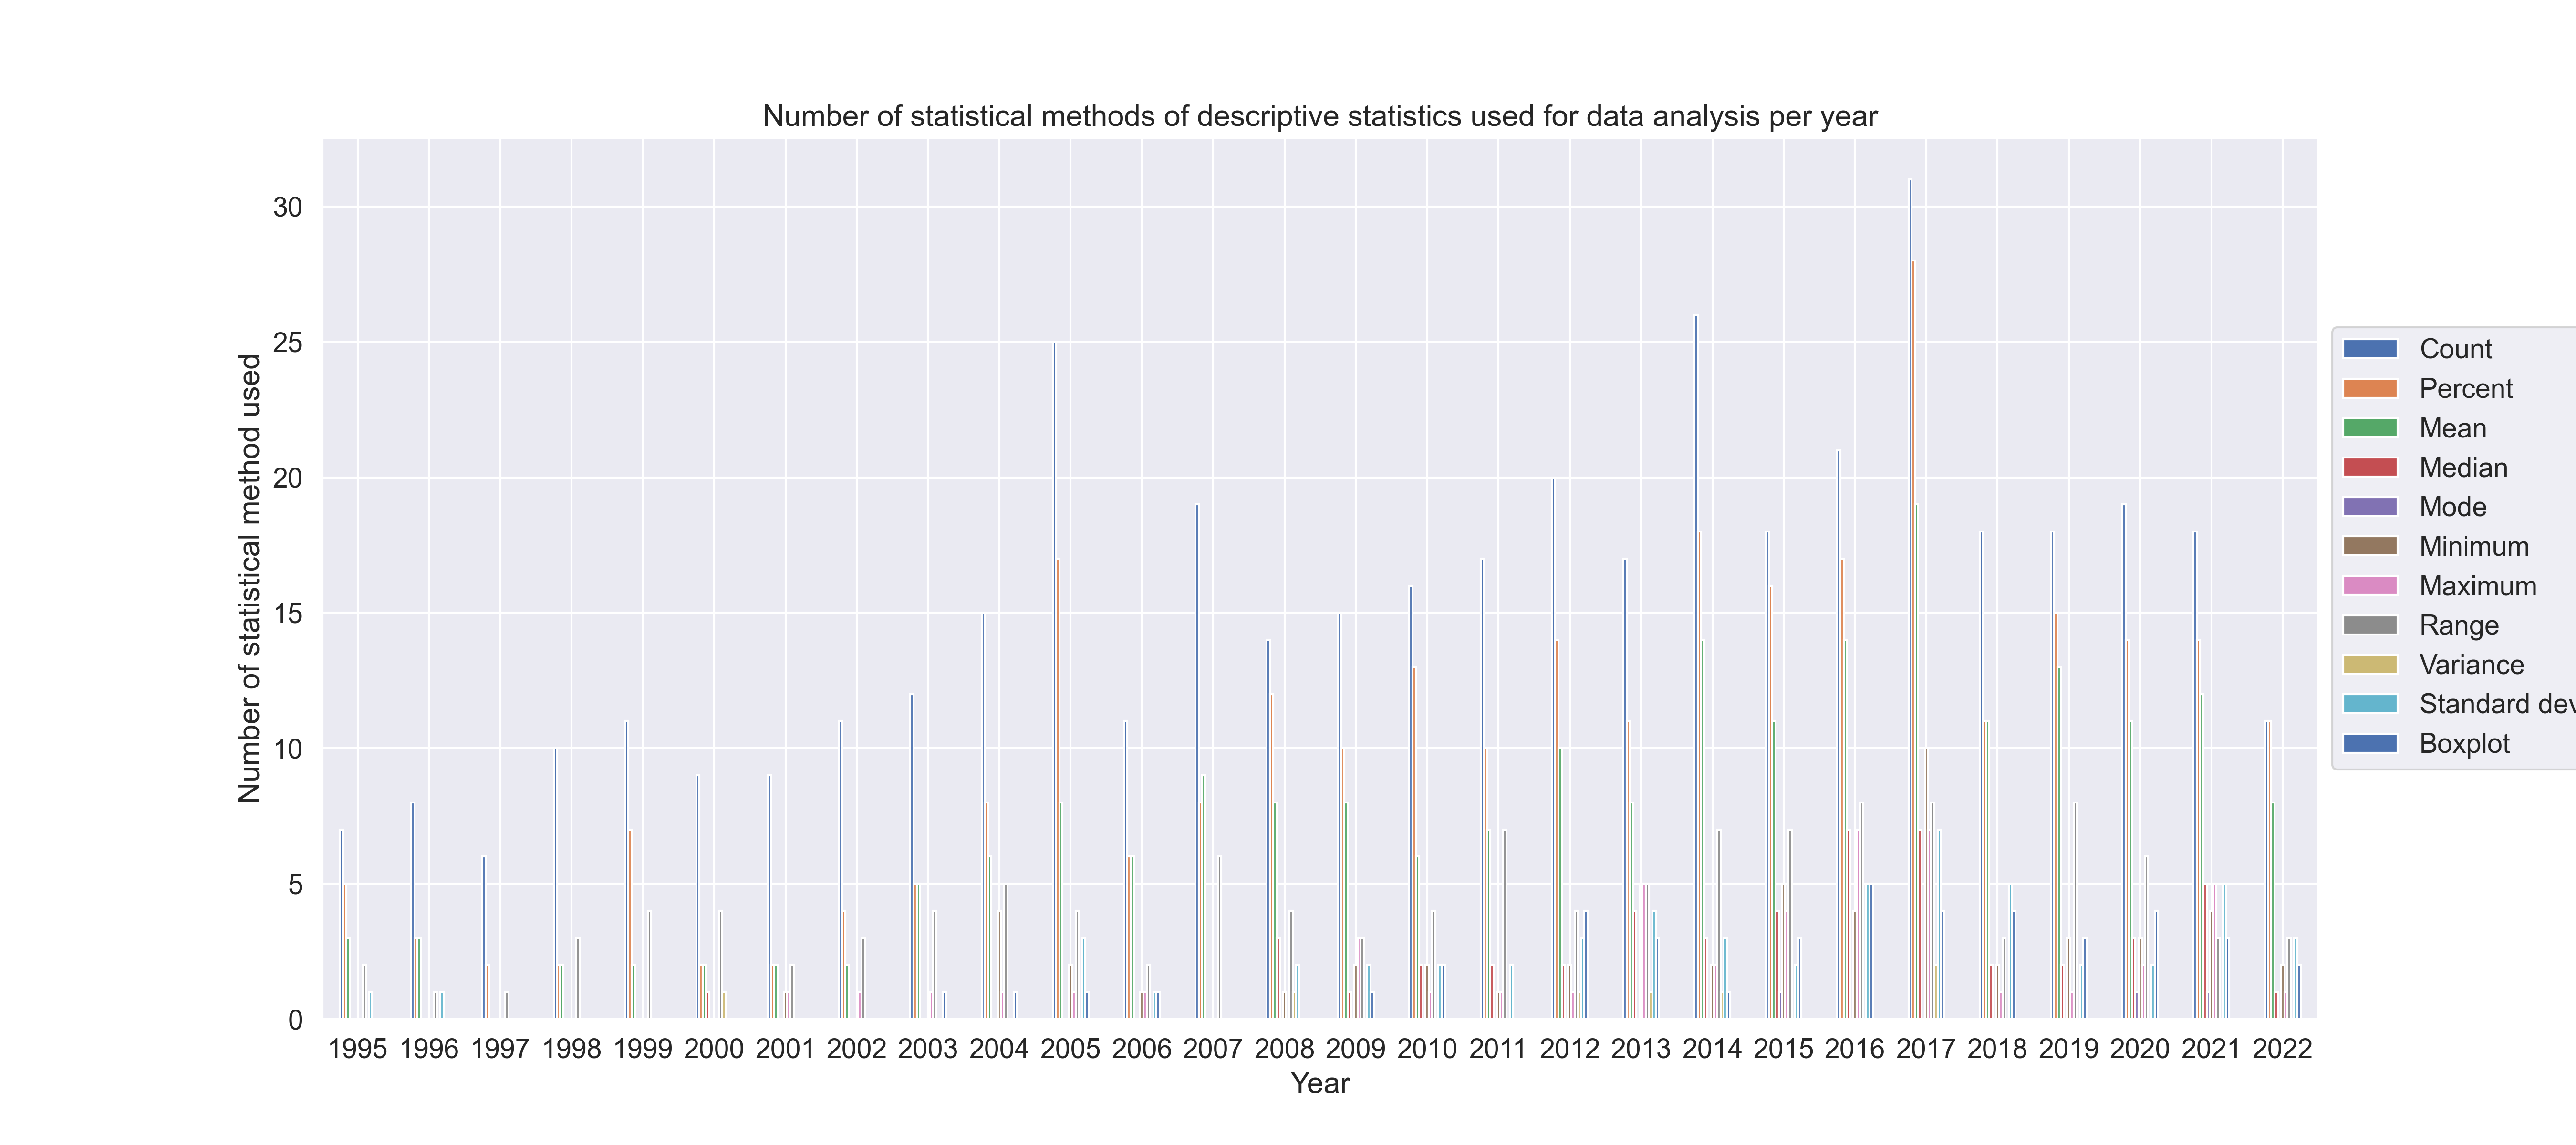 Number of statistical methods of descriptive statistics used for data analysis per year
Number of statistical method used
30
25
20
15
10
5
0
1995 1996 1997 1998 1999 2000 2001 2002 2003 2004 2005 2006 2007 2008 2009 2010 2011 2012 2013 2014 2015 2016 2017 2018 2019 2020 2021 2022
Year
Count
Percent
Mean
Median
Mode
Minimum
Maximum
Range
Variance
Standard dev
Boxplot